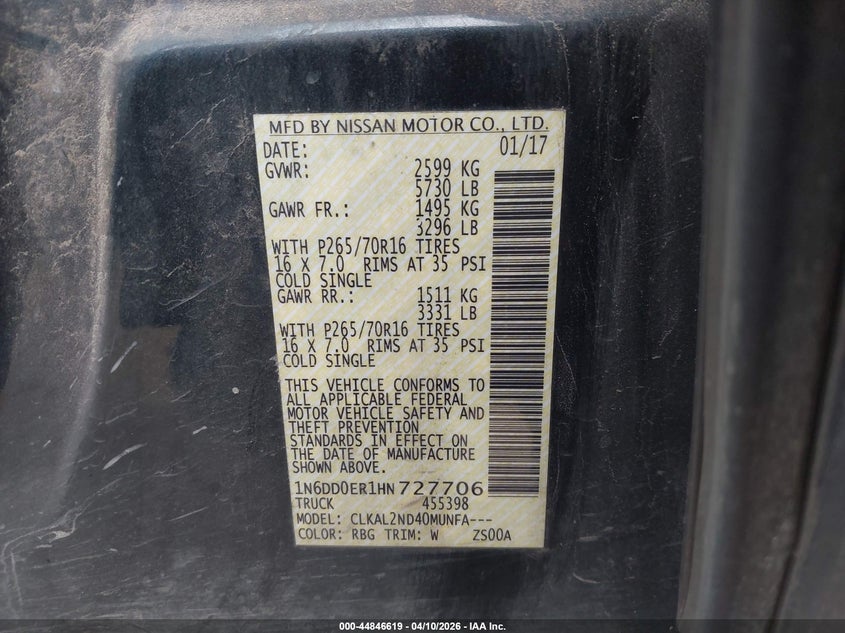 MFD BY NISSAN MOTOR CO., LTD.
DATE: 01/17
GVWR: 2599 KG
5730 LB
GAWR FR.: 1495 KG
3296 LB
WITH P265/70R16 TIRES
16 X 7.0 RIMS AT 35 PSI
COLD SINGLE
GAWR RR.: 1511 KG
3331 LB
WITH P265/70R16 TIRES
16 X 7.0 RIMS AT 35 PSI
COLD SINGLE
THIS VEHICLE CONFORMS TO
ALL APPLICABLE FEDERAL
MOTOR VEHICLE SAFETY AND
THEFT PREVENTION
STANDARDS IN EFFECT ON
THE DATE OF MANUFACTURE
SHOWN ABOVE.
1N6DD0ER1HN727706
TRUCK 455398
MODEL: CLKAL2ND40MUNFA---
COLOR: RBG TRIM: W ZS00A
000-44846619 | 04/10/2026 - IAA Inc.